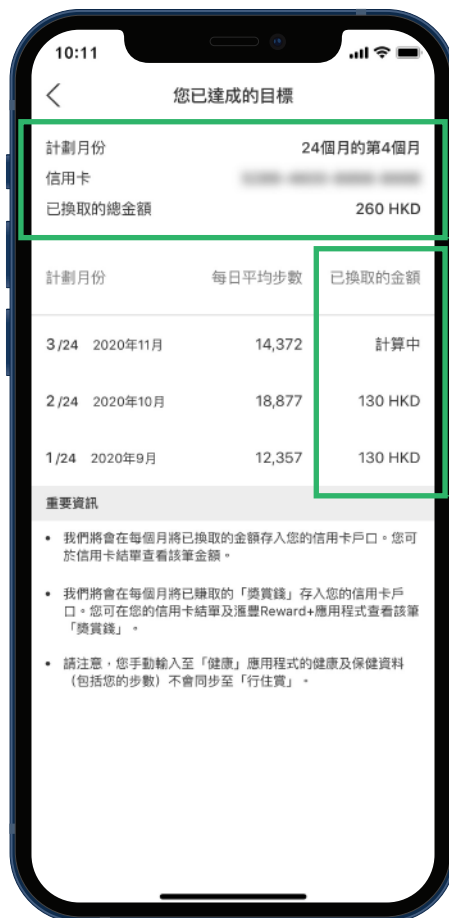 10:11
您已達成的目標
計劃月份 24個月的第4個月
信用卡
已換取的總金額 260 HKD
計劃月份 每日平均步數 已換取的金額
3/24 2020年11月 14,372 計算中
2/24 2020年10月 18,877 130 HKD
1/24 2020年9月 12,357 130 HKD
重要資訊
• 我們將會在每個月將已換取的金額存入您的信用卡戶口。您可
於信用卡結單查看該筆金額。
• 我們將會在每個月將已賺取的「獎賞錢」存入您的信用卡戶
口。您可在您的信用卡結單及滙豐Reward+應用程式查看該筆
「獎賞錢」。
• 請注意,您手動輸入至「健康」應用程式的健康及保健資料
(包括您的步數)不會同步至「行住賞」。